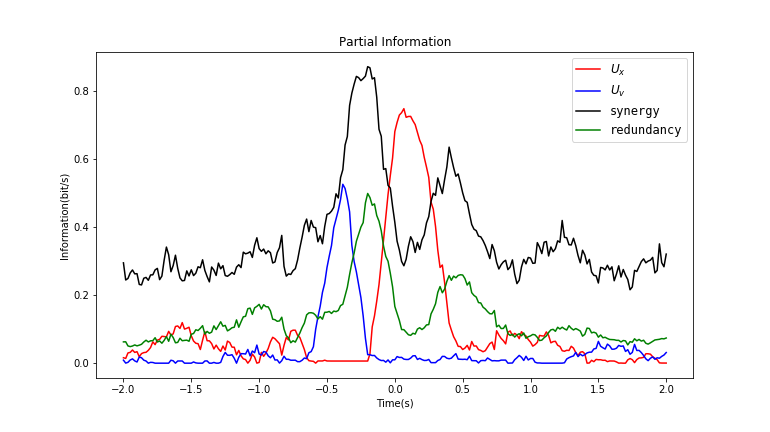 Partial Information
U_x
U_v
synergy
redundancy
Information(bit/s)
0.8
0.6
0.4
0.2
0.0
−2.0 −1.5 −1.0 −0.5 0.0 0.5 1.0 1.5 2.0
Time(s)